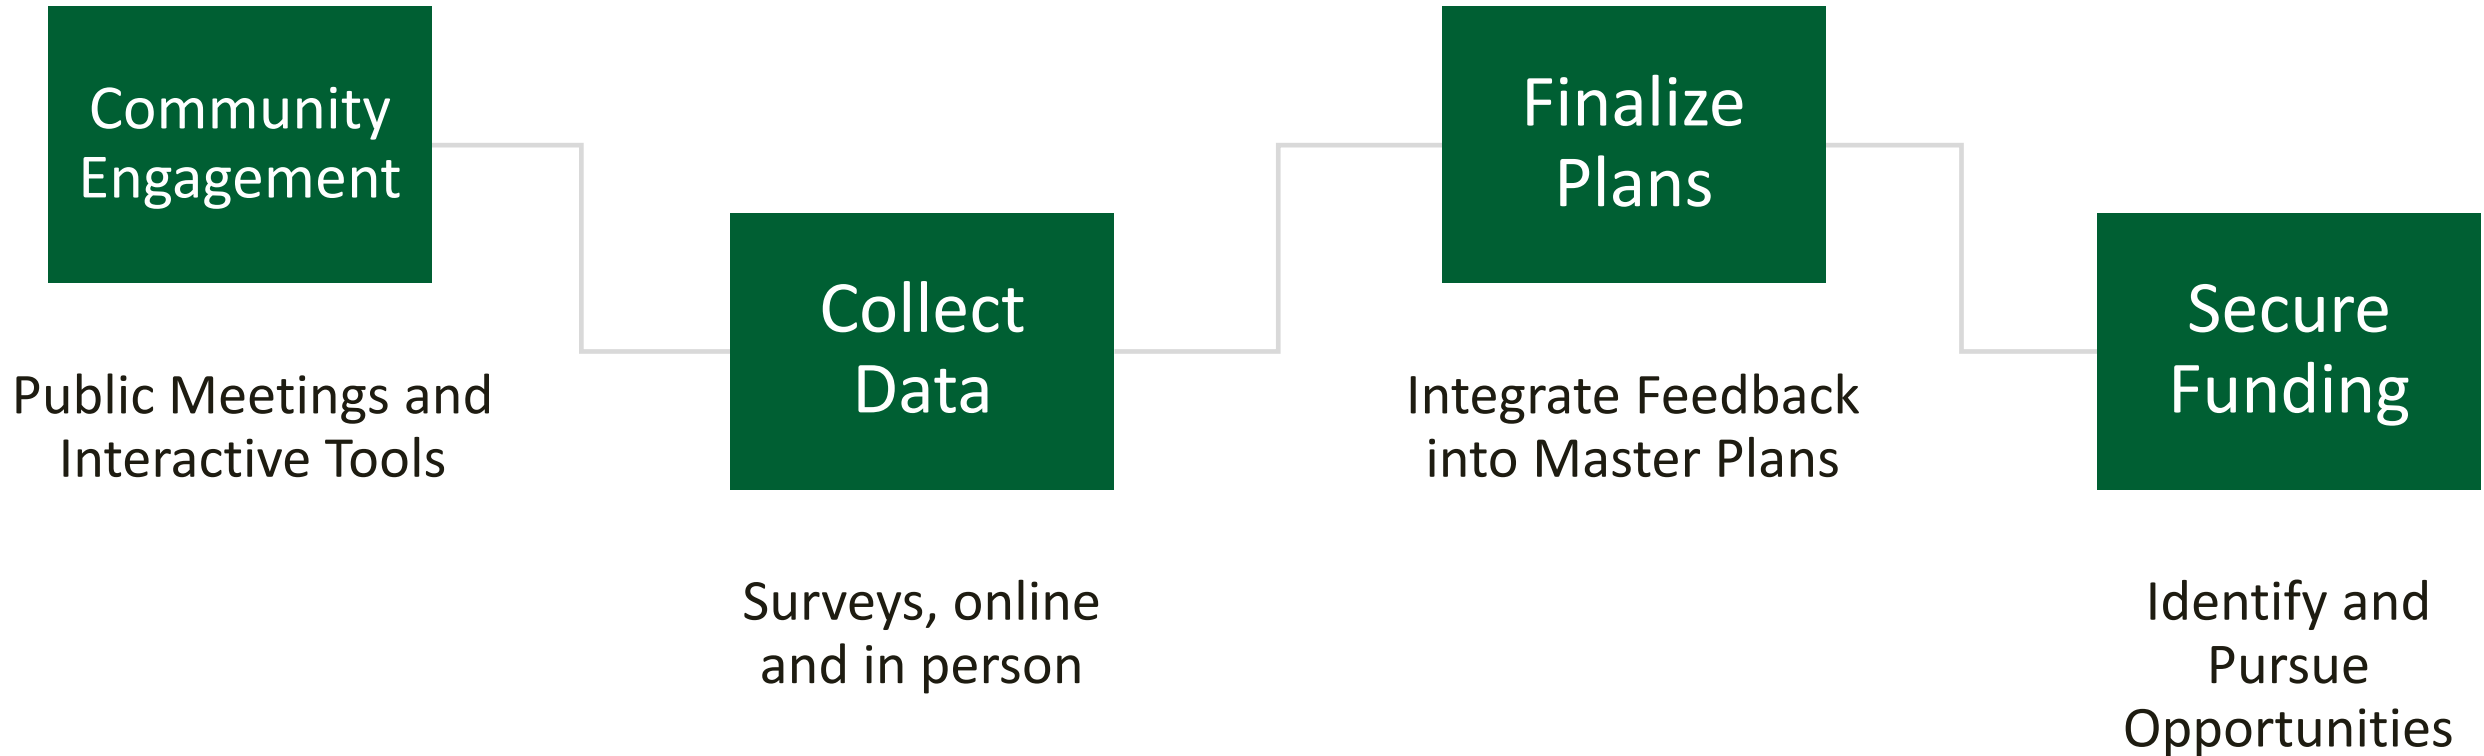 Community
Engagement
Public Meetings and
Interactive Tools
Collect
Data
Surveys, online
and in person
Finalize
Plans
Integrate Feedback
into Master Plans
Secure
Funding
Identify and
Pursue
Opportunities